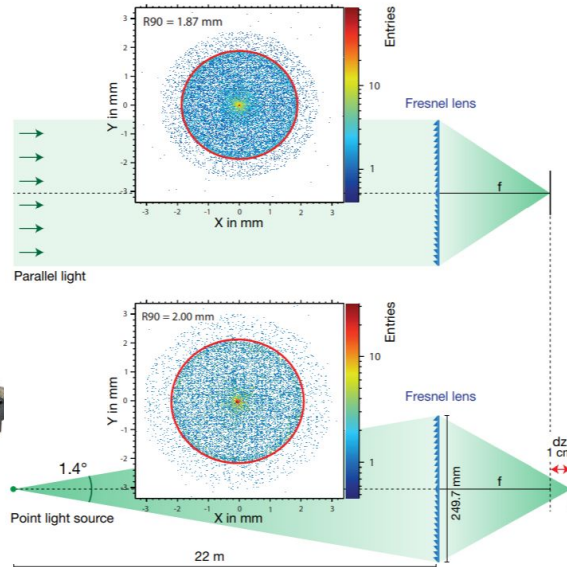 R90 = 1.87 mm
3
2
1
0
-1
-2
-3
Y in mm
-3 -2 -1 0 1 2 3
X in mm
Entries
10
1
Fresnel lens
f
Parallel light
R90 = 2.00 mm
3
2
1
0
-1
-2
-3
Y in mm
-3 -2 -1 0 1 2 3
X in mm
Entries
10
1
Fresnel lens
1.4°
249.7 mm
f
dz
Point light source
22 m